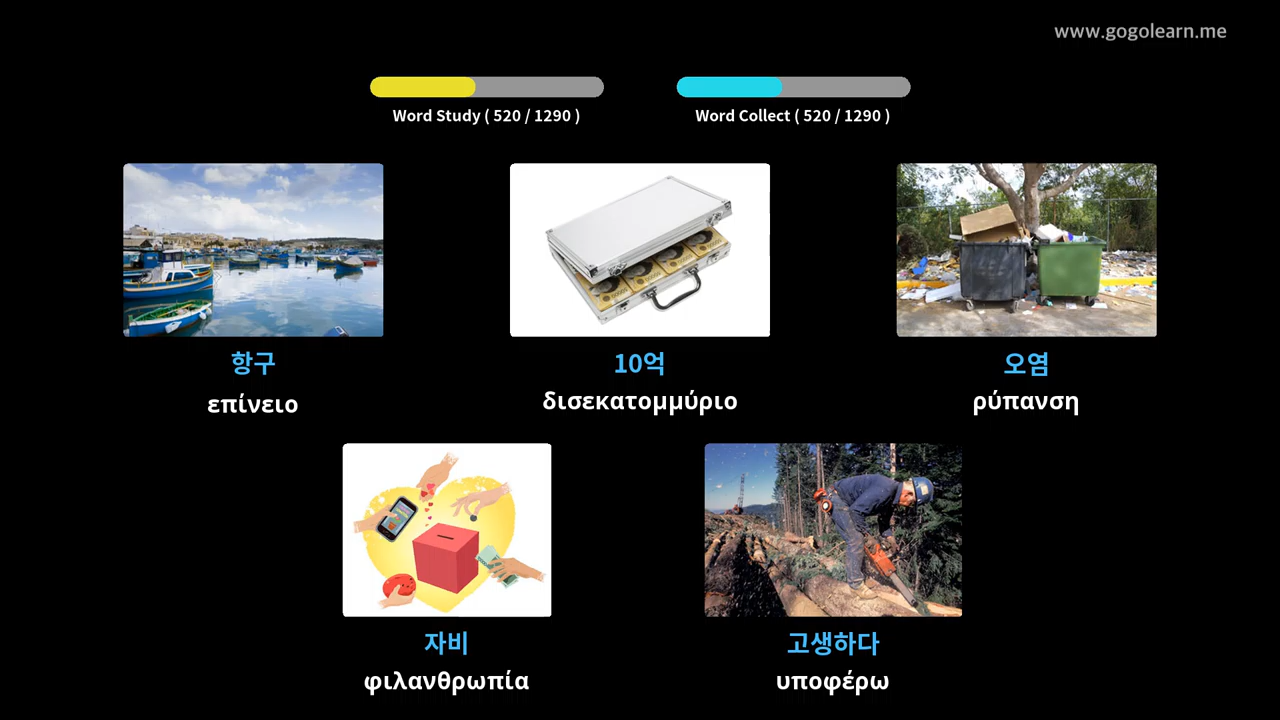 www.gogolearn.me
Word Study ( 520 / 1290 )
Word Collect ( 520 / 1290 )
항구
επίνειο
10억
δισεκατομμύριο
오염
ρύπανση
자비
φιλανθρωπία
고생하다
υποφέρω